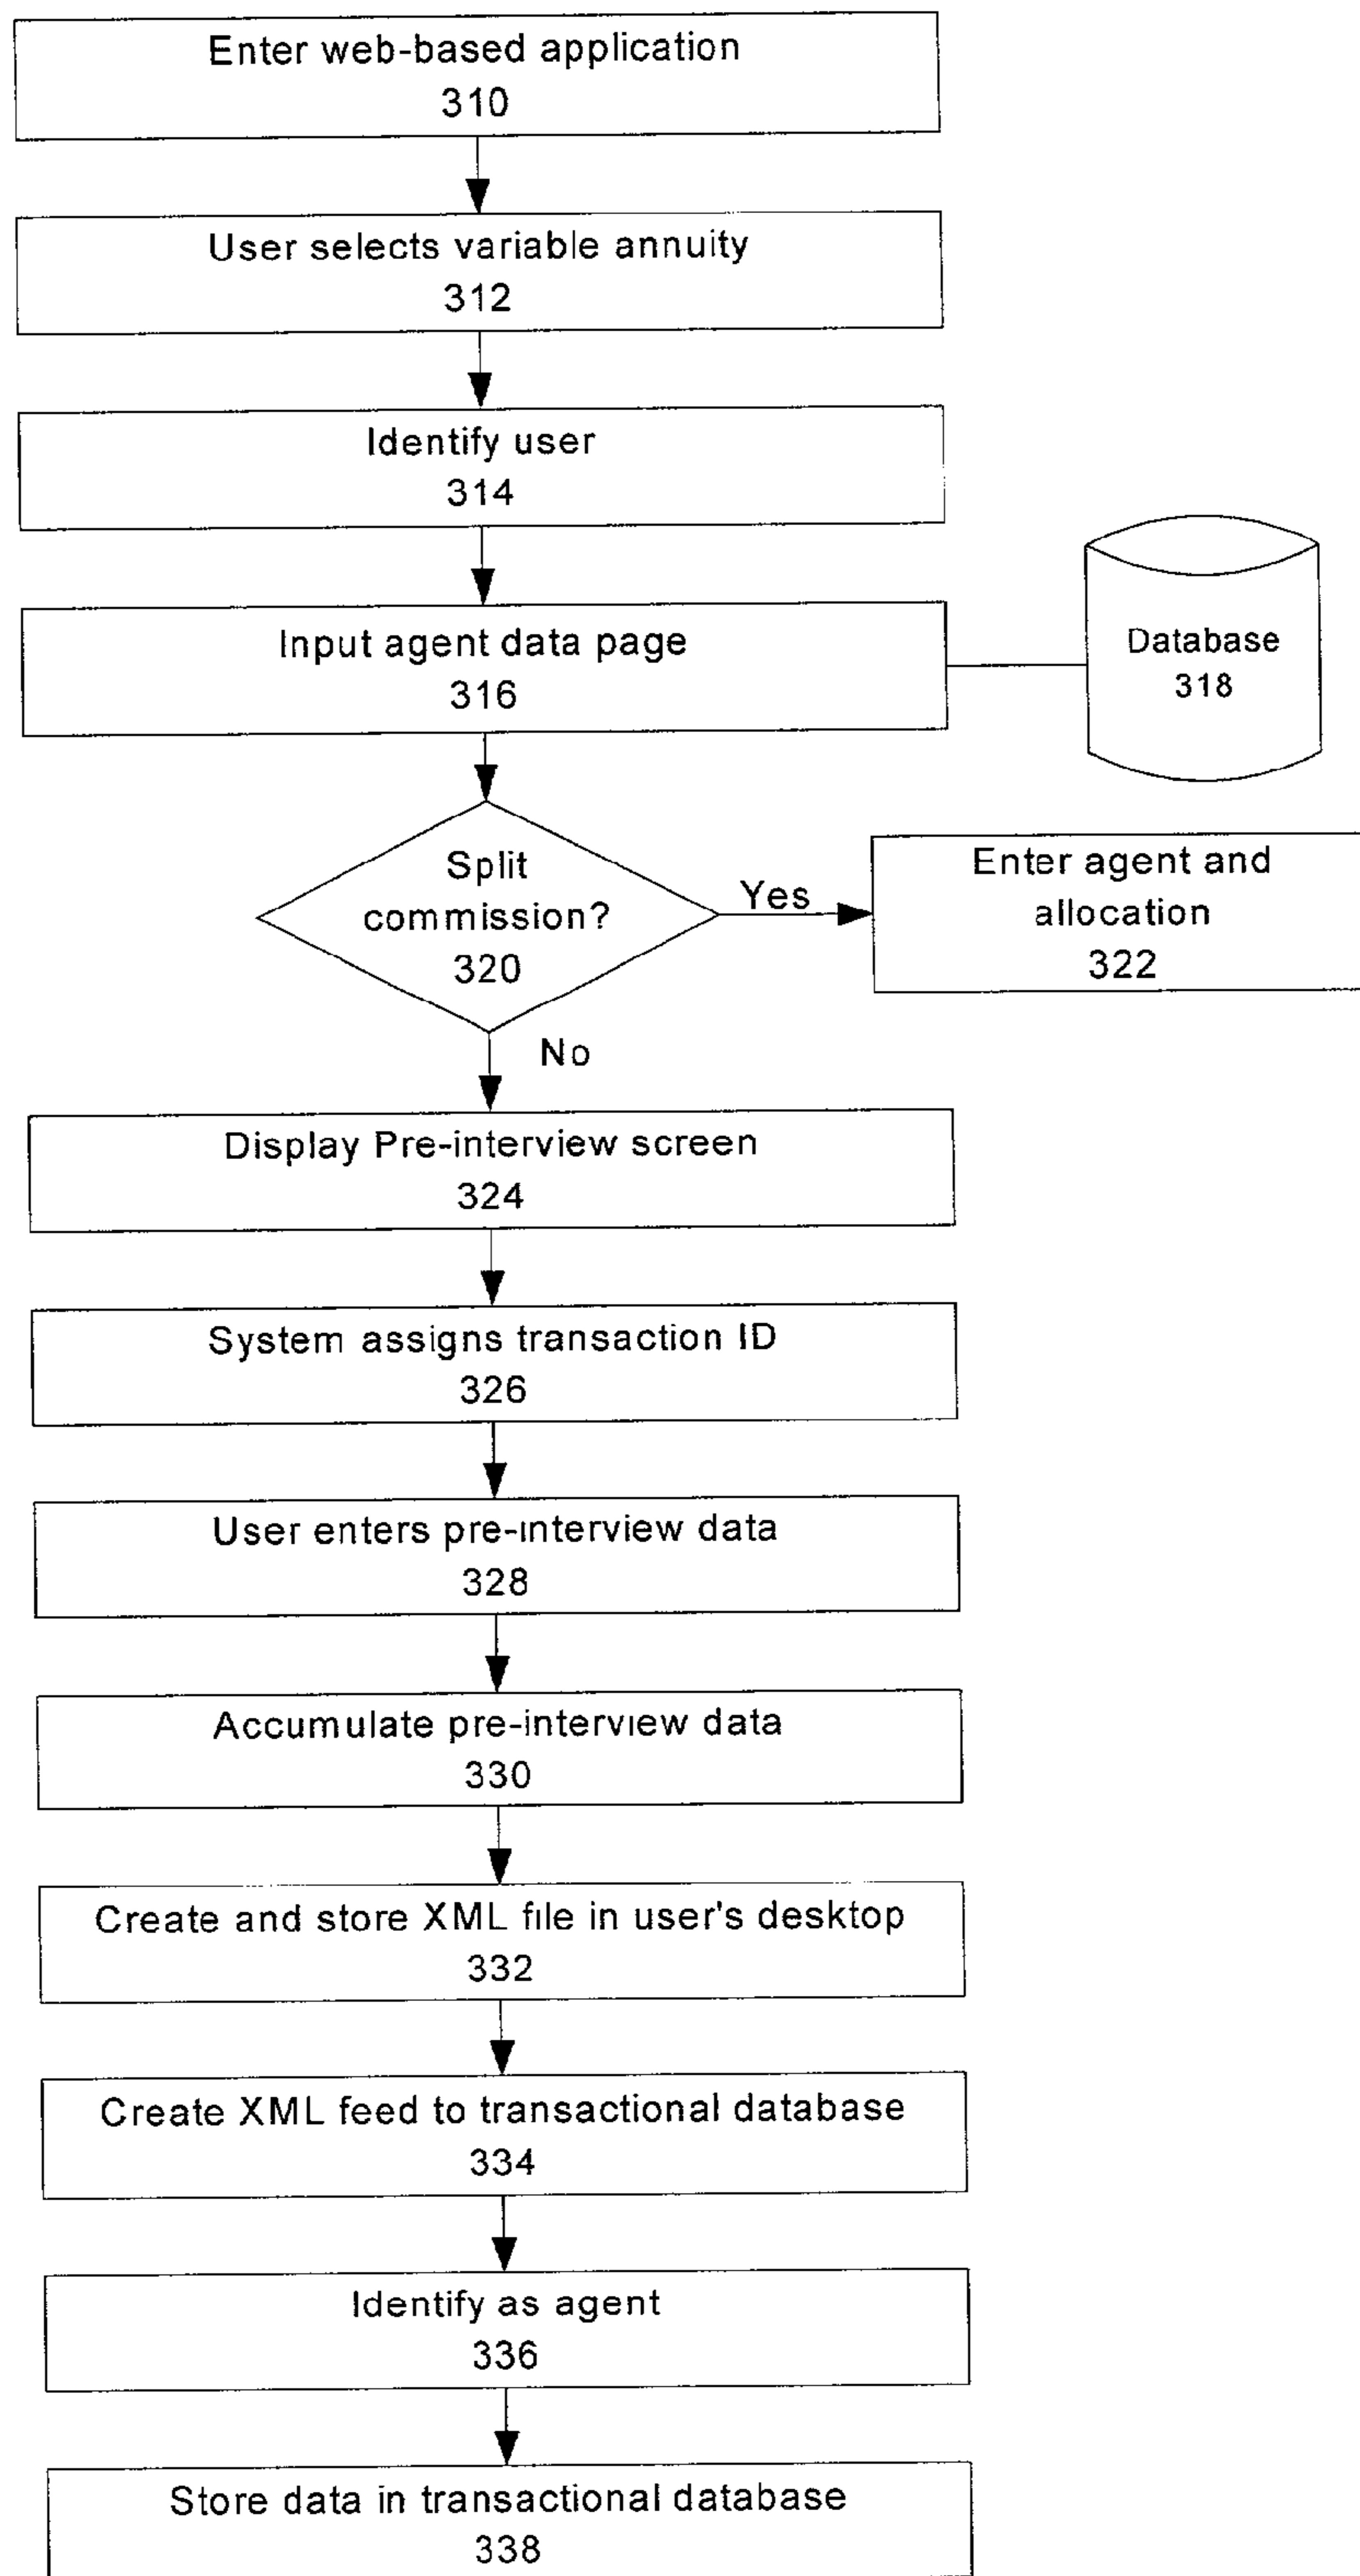 Enter web-based application
310
User selects variable annuity
312
Identify user
314
Input agent data page
316
Database
318
Split
commission?
320
Yes
Enter agent and
allocation
322
No
Display Pre-interview screen
324
System assigns transaction ID
326
User enters pre-interview data
328
Accumulate pre-interview data
330
Create and store XML file in user's desktop
332
Create XML feed to transactional database
334
Identify as agent
336
Store data in transactional database
338